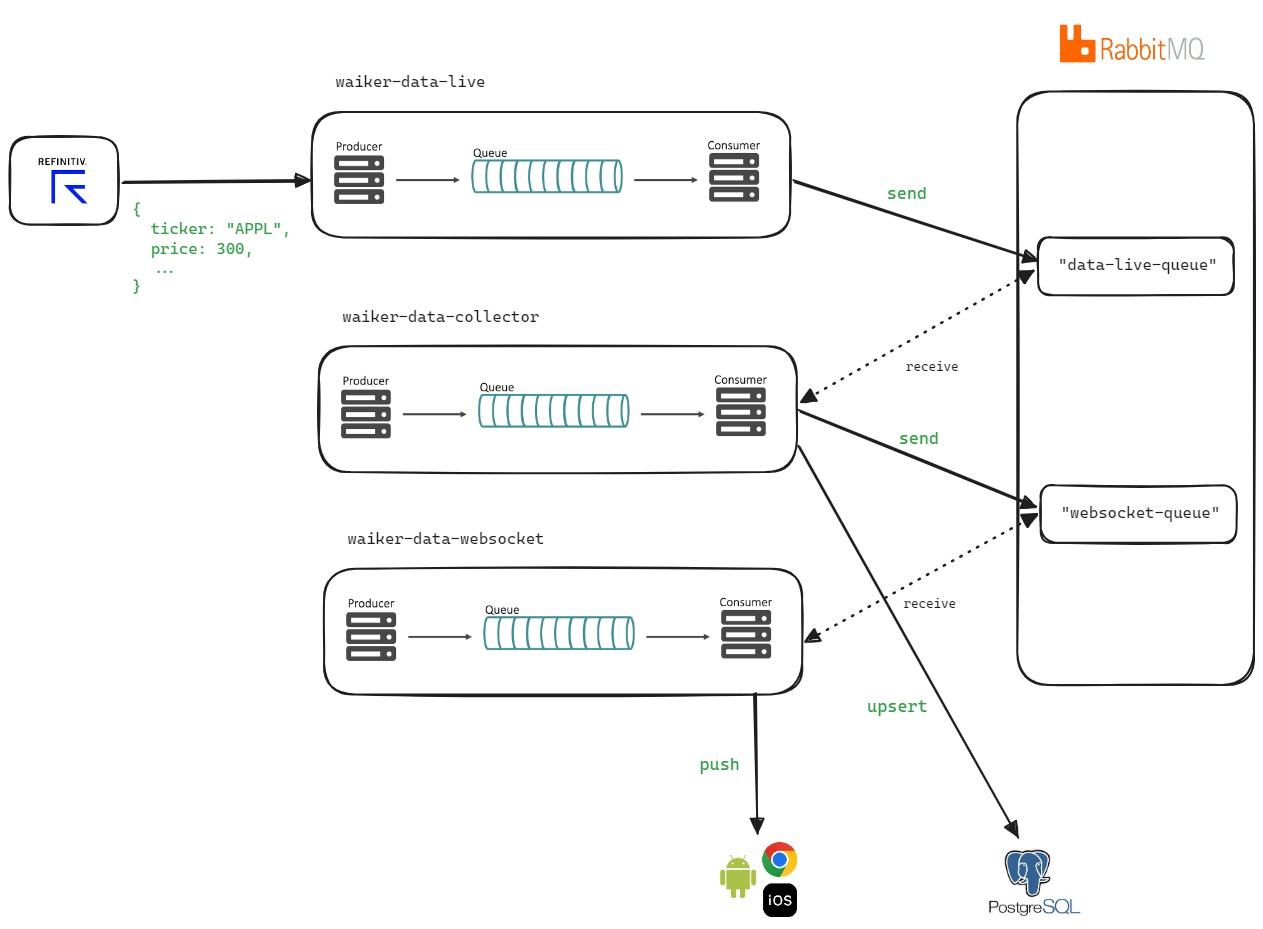 RabbitMQ
waiker-data-live
REFINITIV
Producer
Queue
Consumer
{
ticker: "APPL",
price: 300,
...
}
send
"data-live-queue"
waiker-data-collector
Producer
Queue
Consumer
receive
send
"websocket-queue"
waiker-data-websocket
Producer
Queue
Consumer
receive
upsert
push
iOS
PostgreSQL